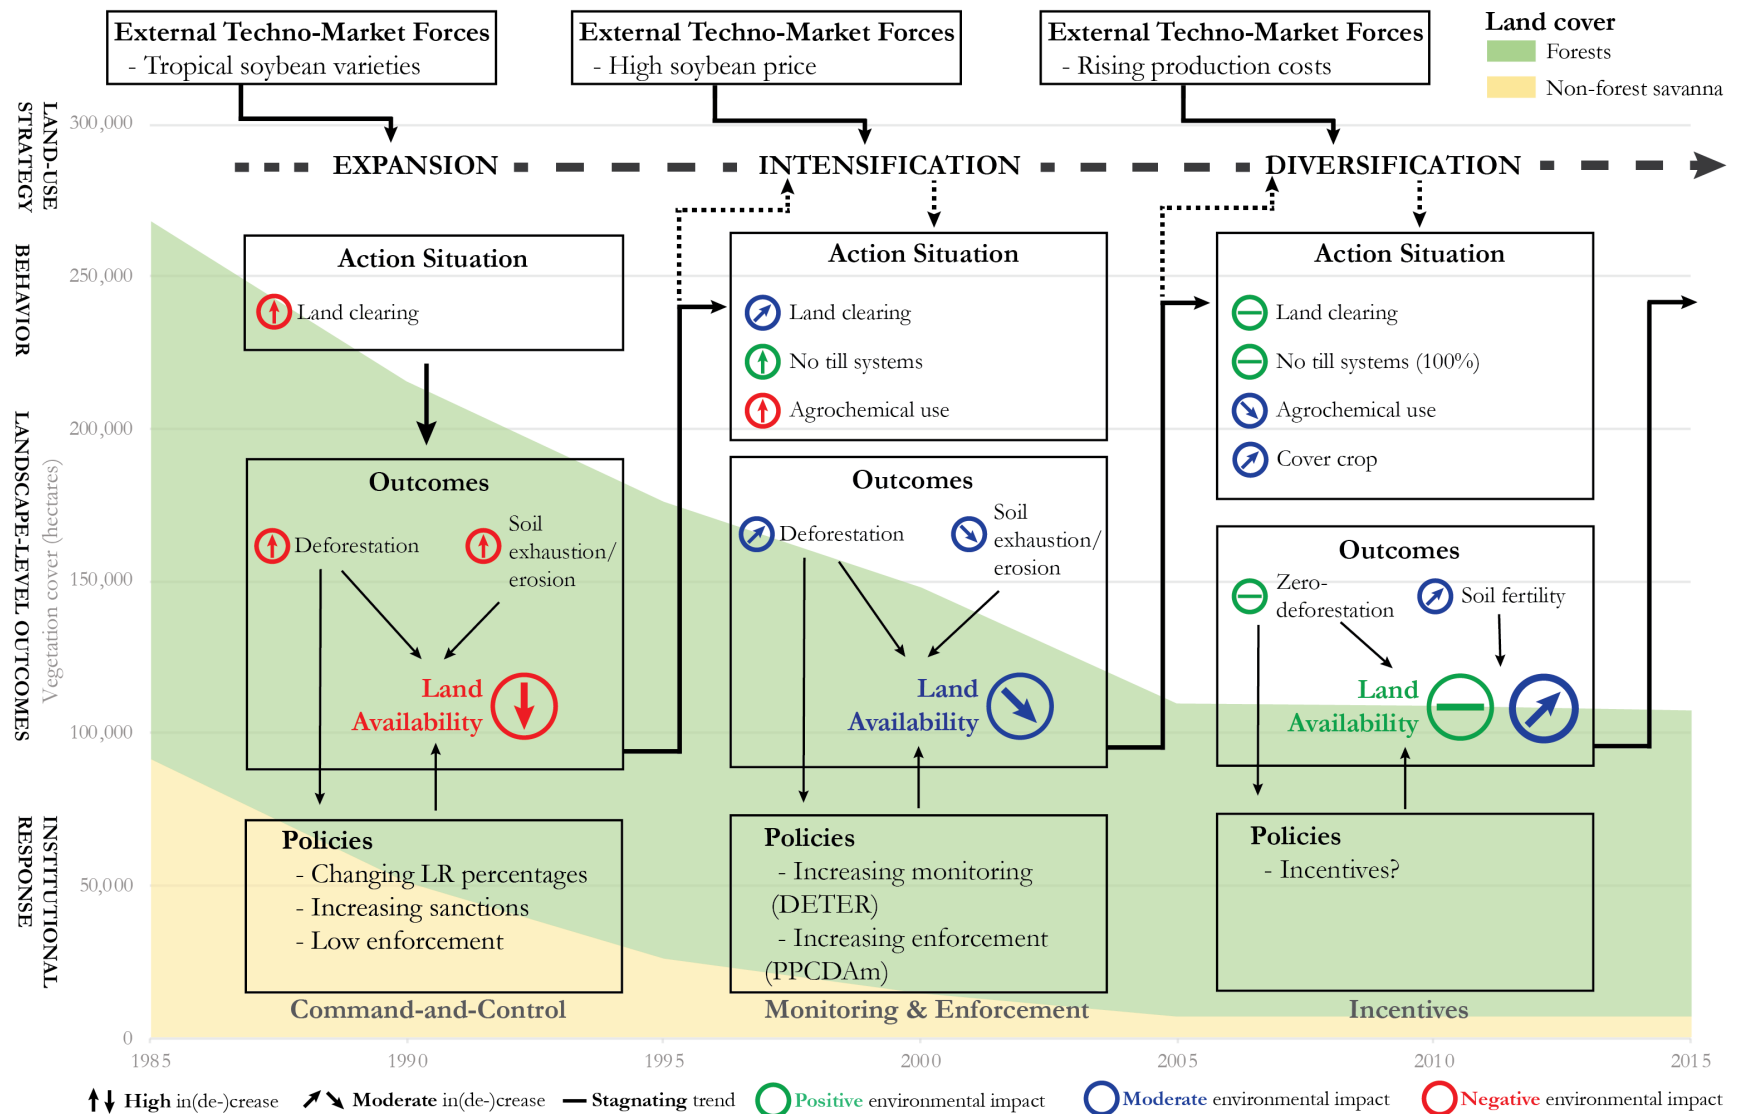 External Techno-Market Forces
- Tropical soybean varieties
External Techno-Market Forces
- High soybean price
External Techno-Market Forces
- Rising production costs
Land cover
Forests
Non-forest savanna
LAND-USE
STRATEGY
BEHAVIOR
LANDSCAPE-LEVEL OUTCOMES
Vegetation cover (hectares)
INSTITUTIONAL
RESPONSE
300,000
250,000
200,000
150,000
100,000
50,000
0
EXPANSION
INTENSIFICATION
DIVERSIFICATION
Action Situation
Land clearing
Outcomes
Deforestation
Soil
exhaustion/
erosion
Land
Availability
Policies
- Changing LR percentages
- Increasing sanctions
- Low enforcement
Command-and-Control
Action Situation
Land clearing
No till systems
Agrochemical use
Outcomes
Deforestation
Soil
exhaustion/
erosion
Land
Availability
Policies
- Increasing monitoring
(DETER)
- Increasing enforcement
(PPCDAm)
Monitoring & Enforcement
Action Situation
Land clearing
No till systems (100%)
Agrochemical use
Cover crop
Outcomes
Zero-
deforestation
Soil fertility
Land
Availability
Policies
- Incentives?
Incentives
1985
1990
1995
2000
2005
2010
2015
High in(de-)crease
Moderate in(de-)crease
Stagnating trend
Positive environmental impact
Moderate environmental impact
Negative environmental impact